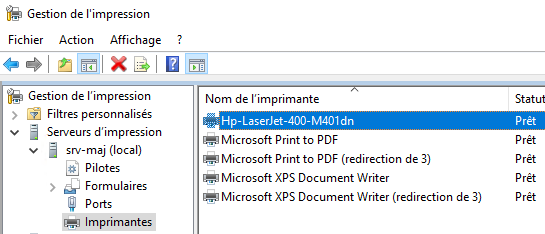 Gestion de l'impression
Fichier Action Affichage ?
Gestion de l'impression
Filtres personnalisés
Serveurs d'impression
srv-maj (local)
Pilotes
Formulaires
Ports
Imprimantes
Nom de l'imprimante Statut
Hp-LaserJet-400-M401dn Prêt
Microsoft Print to PDF Prêt
Microsoft Print to PDF (redirection de 3) Prêt
Microsoft XPS Document Writer Prêt
Microsoft XPS Document Writer (redirection de 3) Prêt